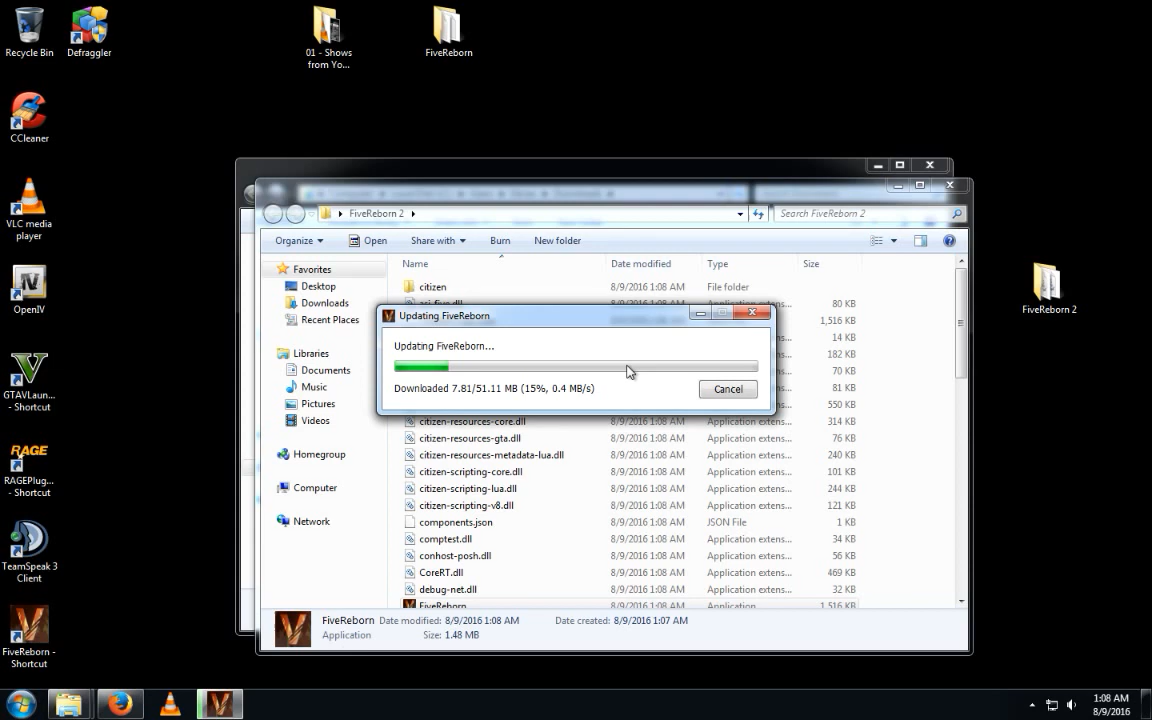 Recycle Bin
Defraggler
01 - Shows
from Yo...
FiveReborn
CCleaner
VLC media
player
OpenIV
GTAVLaun...
- Shortcut
RAGE
RAGEPlug...
- Shortcut
TeamSpeak 3
Client
FiveReborn -
Shortcut
FiveReborn 2
FiveReborn 2
Search FiveReborn 2
Organize
Open
Share with
Burn
New folder
Name
Date modified
Type
Size
Favorites
Desktop
Downloads
Recent Places
Libraries
Documents
Music
Pictures
Videos
Homegroup
Computer
Network
citizen 8/9/2016 1:08 AM File folder
80 KB
1,516 KB
14 KB
182 KB
70 KB
81 KB
550 KB
Updating FiveReborn
Updating FiveReborn...
Downloaded 7.81/51.11 MB (15%, 0.4 MB/s)
Cancel
citizen-resources-core.dll 8/9/2016 1:08 AM Application extens... 314 KB
citizen-resources-gta.dll 8/9/2016 1:08 AM Application extens... 76 KB
citizen-resources-metadata-lua.dll 8/9/2016 1:08 AM Application extens... 240 KB
citizen-scripting-core.dll 8/9/2016 1:08 AM Application extens... 101 KB
citizen-scripting-lua.dll 8/9/2016 1:08 AM Application extens... 244 KB
citizen-scripting-v8.dll 8/9/2016 1:08 AM Application extens... 121 KB
components.json 8/9/2016 1:08 AM JSON File 1 KB
comptest.dll 8/9/2016 1:08 AM Application extens... 34 KB
conhost-posh.dll 8/9/2016 1:08 AM Application extens... 56 KB
CoreRT.dll 8/9/2016 1:08 AM Application extens... 469 KB
debug-net.dll 8/9/2016 1:08 AM Application extens... 32 KB
FiveReborn 8/9/2016 1:08 AM Application 1,516 KB
FiveReborn Date modified: 8/9/2016 1:08 AM Date created: 8/9/2016 1:07 AM
Application Size: 1.48 MB
1:08 AM
8/9/2016